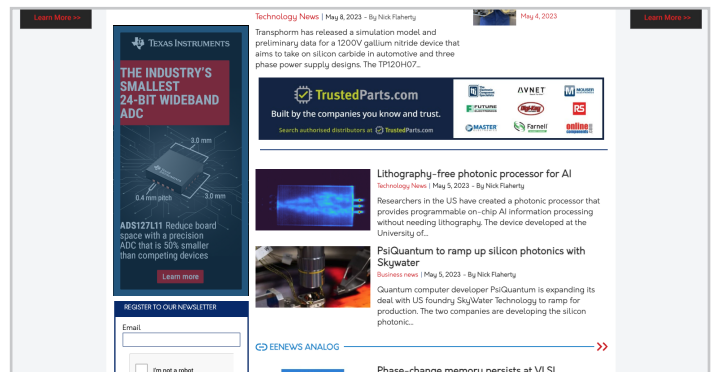 Learn More >>
Technology News | May 8, 2023 - By Nick Flaherty
Transphorm has released a simulation model and
preliminary data for a 1200V gallium nitride device that
aims to take on silicon carbide in automotive and three
phase power supply designs. The TP120H07...
May 4, 2023
Learn More >>
TEXAS INSTRUMENTS
THE INDUSTRY'S
SMALLEST
24-BIT WIDEBAND
ADC
3.0 mm
0.4 mm pitch
3.0 mm
ADS127L11 Reduce board
space with a precision
ADC that is 50% smaller
than competing devices
Learn more
TrustedParts.com
Built by the companies you know and trust.
Search authorised distributors at TrustedParts.com
AVNET
MOUSER
FUTURE
Digi-Key
RS
MASTER
Farnell
online
components
Lithography-free photonic processor for AI
Technology News | May 5, 2023 - By Nick Flaherty
Researchers in the US have created a photonic processor that
provides programmable on-chip AI information processing
without needing lithography. The device developed at the
University of...
PsiQuantum to ramp up silicon photonics with
Skywater
Business news | May 5, 2023 - By Nick Flaherty
Quantum computer developer PsiQuantum is expanding its
deal with US foundry SkyWater Technology to ramp for
production. The two companies are developing the silicon
photonic...
REGISTER TO OUR NEWSLETTER
Email
I'm not a robot
EENEWS ANALOG
Phase-change memory persists at VLSI